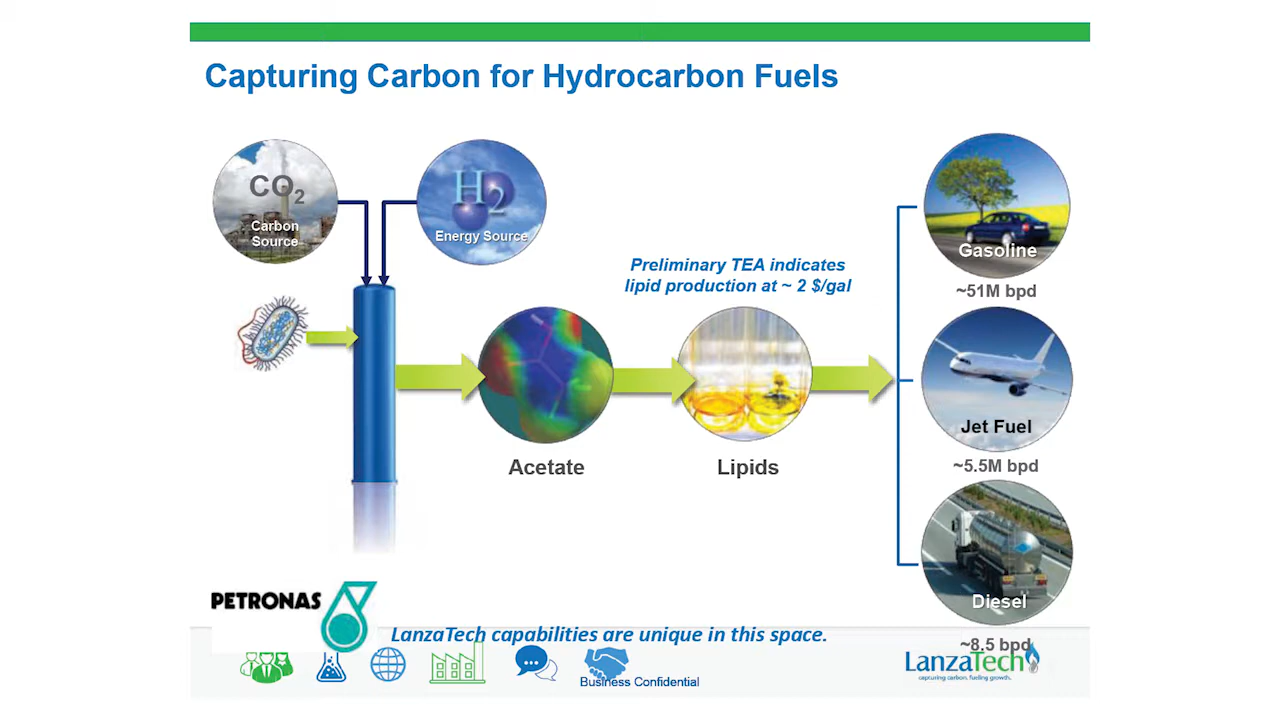 Capturing Carbon for Hydrocarbon Fuels
CO2
Carbon
Source
H2
Energy Source
Preliminary TEA indicates
lipid production at ~ 2 $/gal
Acetate
Lipids
Gasoline
~51M bpd
Jet Fuel
~5.5M bpd
Diesel
~8.5 bpd
PETRONAS
LanzaTech capabilities are unique in this space.
Business Confidential
LanzaTech
capturing carbon. fueling growth.